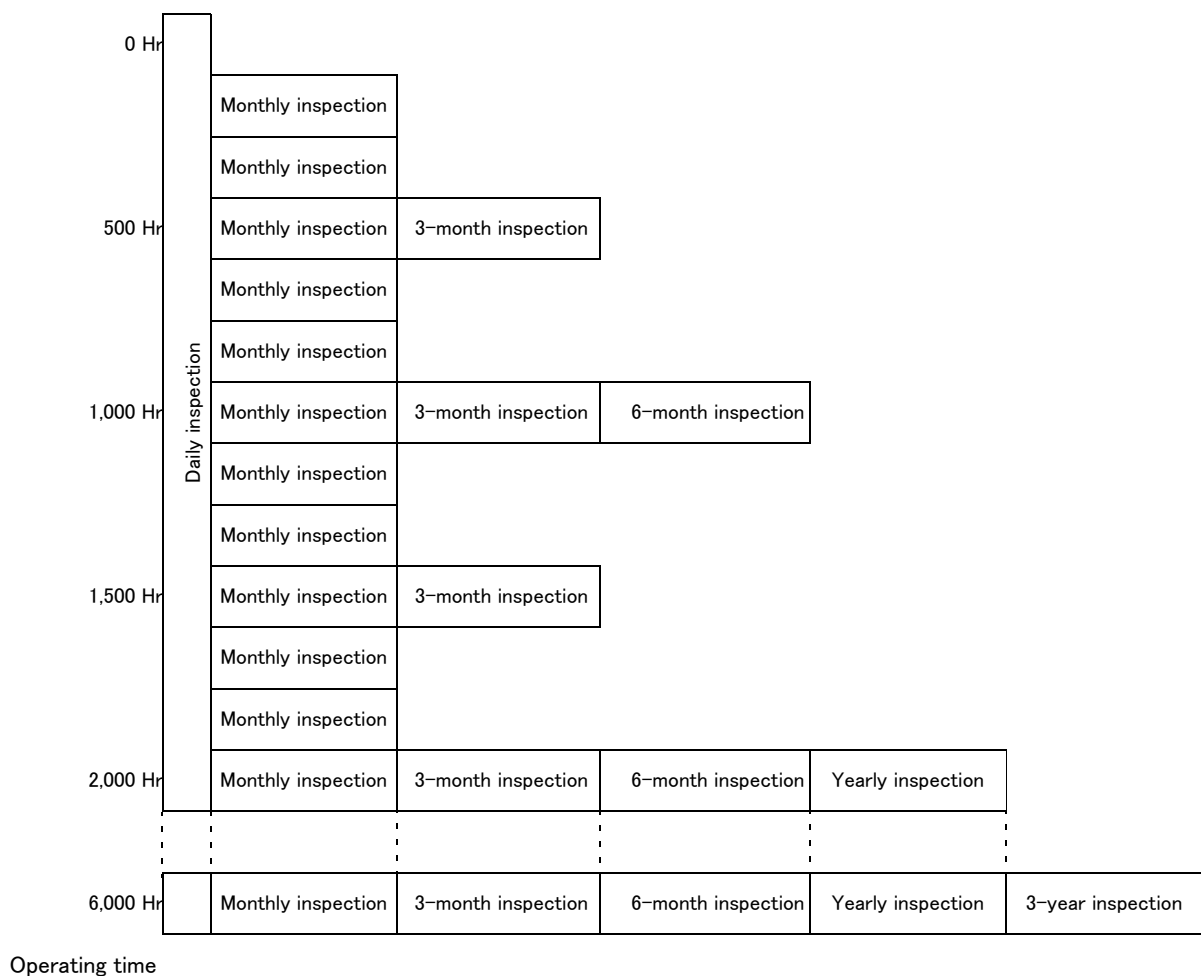 0 Hr
Monthly inspection
Monthly inspection
500 Hr Monthly inspection 3-month inspection
Monthly inspection
Monthly inspection
Daily inspection
1,000 Hr Monthly inspection 3-month inspection 6-month inspection
Monthly inspection
Monthly inspection
1,500 Hr Monthly inspection 3-month inspection
Monthly inspection
Monthly inspection
2,000 Hr Monthly inspection 3-month inspection 6-month inspection Yearly inspection
6,000 Hr Monthly inspection 3-month inspection 6-month inspection Yearly inspection 3-year inspection
Operating time